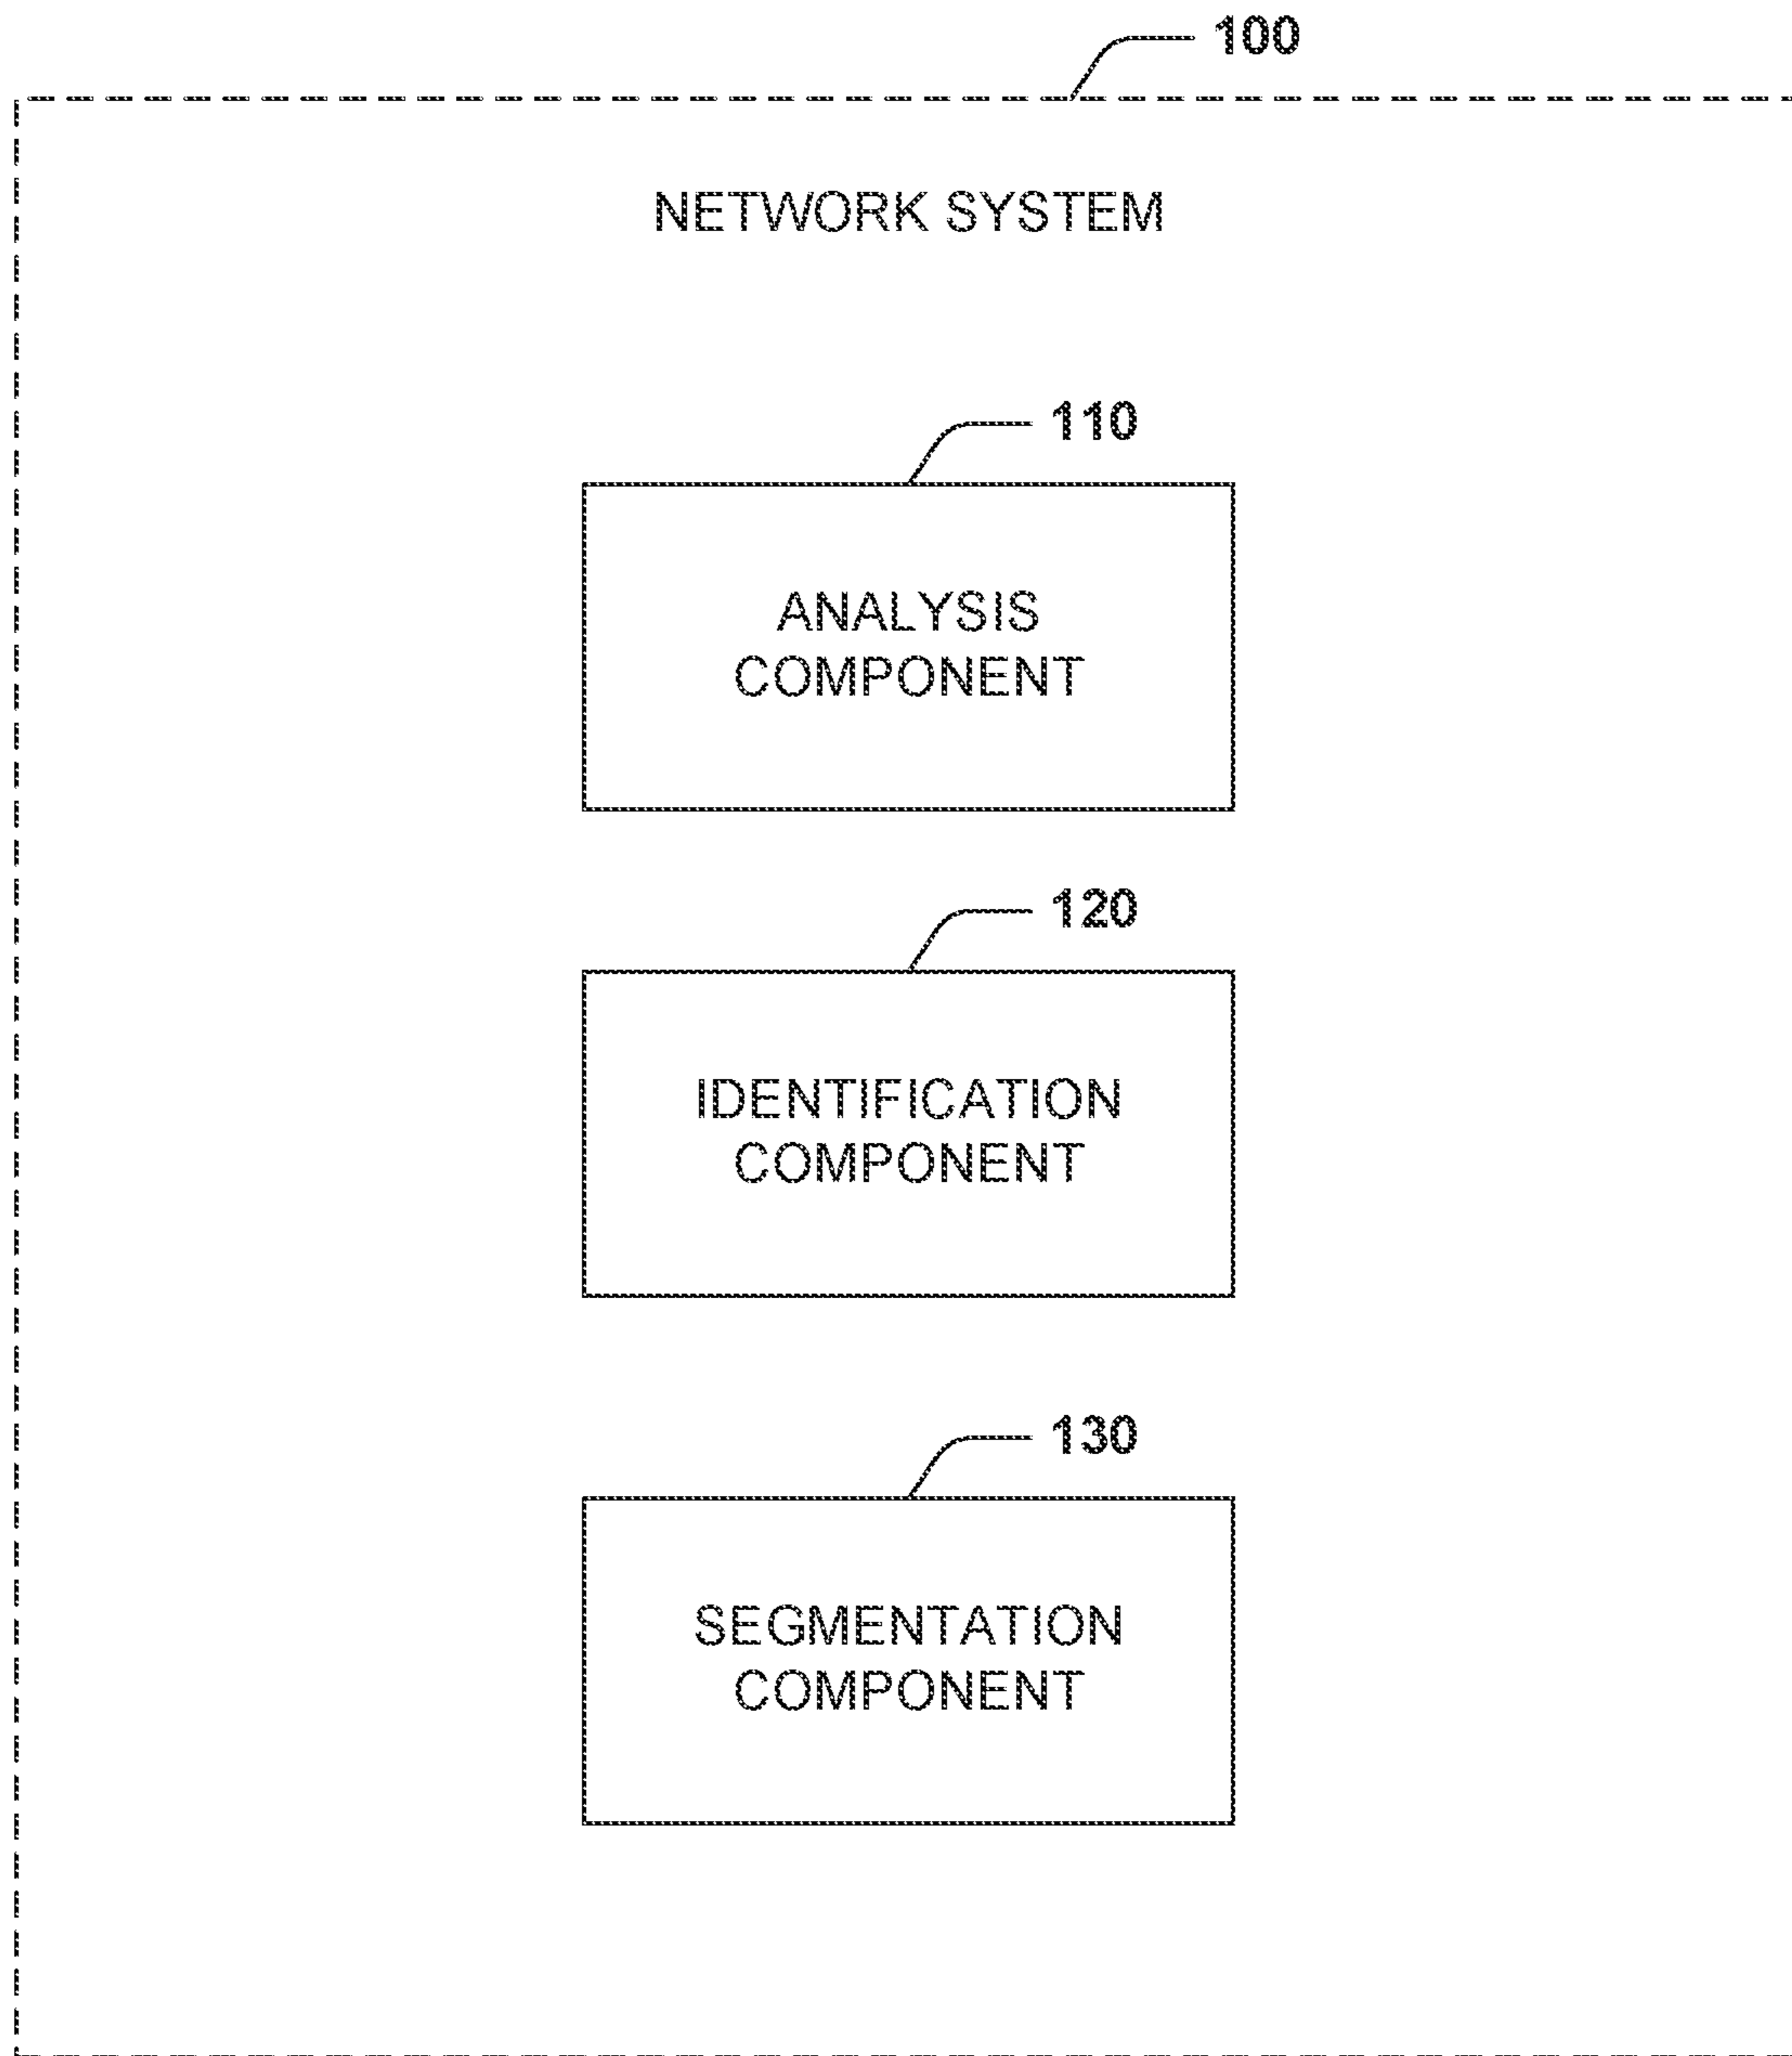 100
NETWORK SYSTEM
110
ANALYSIS
COMPONENT
120
IDENTIFICATION
COMPONENT
130
SEGMENTATION
COMPONENT